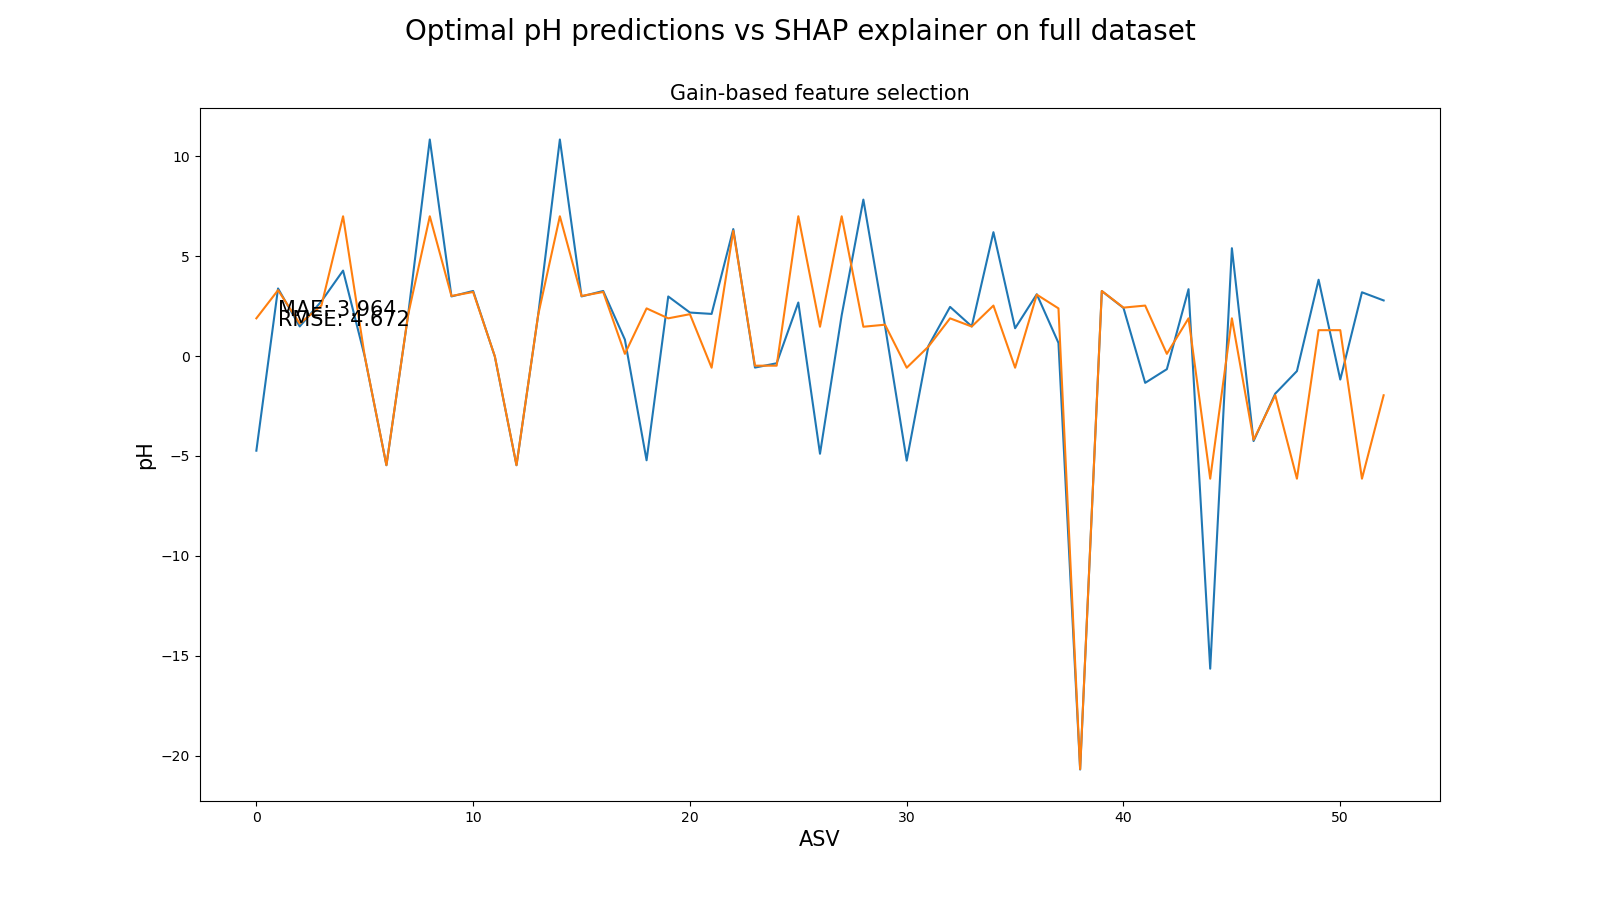 Optimal pH predictions vs SHAP explainer on full dataset
Gain-based feature selection
10
5
0
−5
−10
−15
−20
pH
MAE: 3.964
RMSE: 4.672
0 10 20 30 40 50
ASV